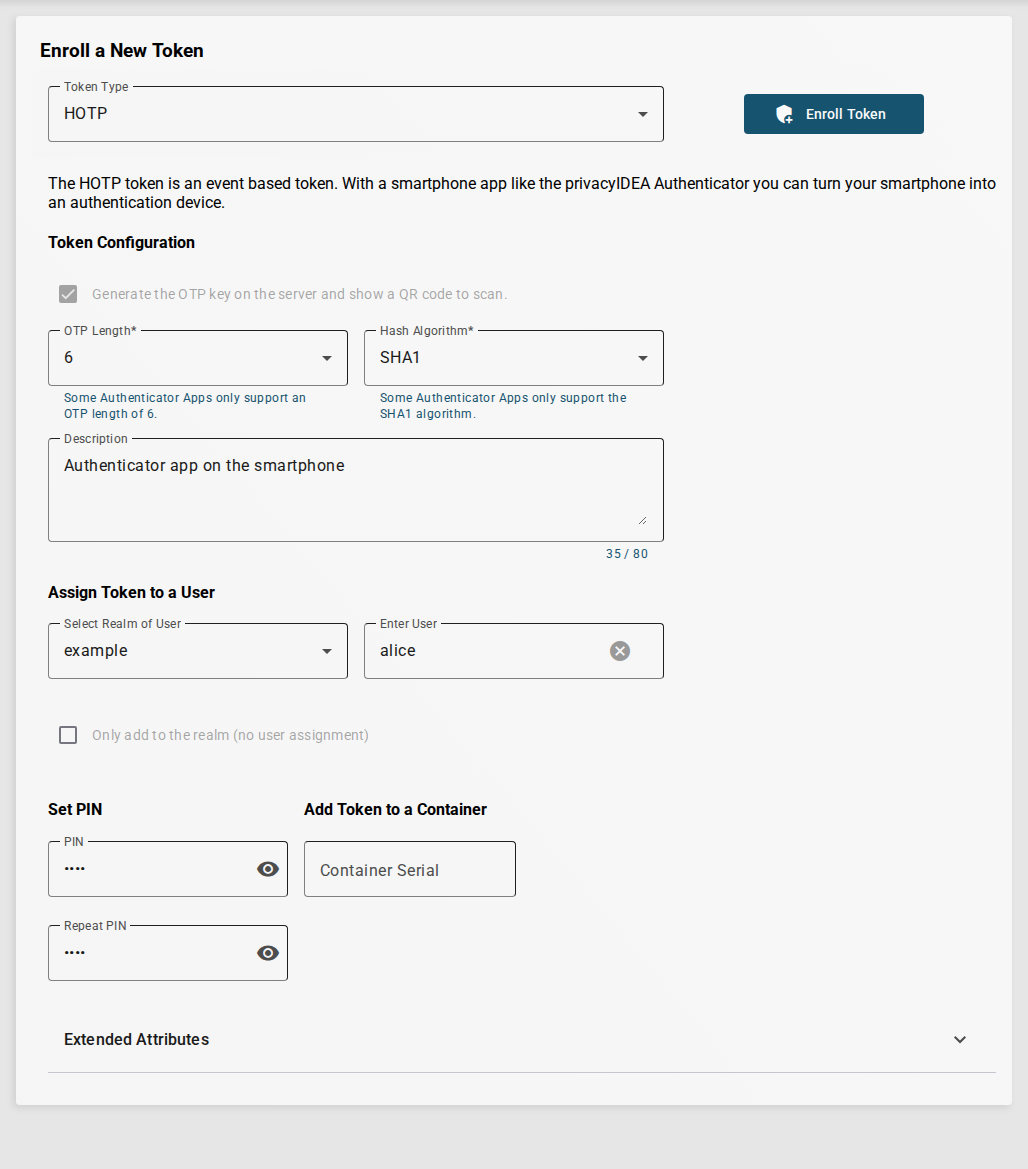 Enroll a New Token
Token Type
HOTP
Enroll Token
The HOTP token is an event based token. With a smartphone app like the privacyIDEA Authenticator you can turn your smartphone into
an authentication device.
Token Configuration
Generate the OTP key on the server and show a QR code to scan.
OTP Length*
6
Some Authenticator Apps only support an
OTP length of 6.
Hash Algorithm*
SHA1
Some Authenticator Apps only support the
SHA1 algorithm.
Description
Authenticator app on the smartphone
35 / 80
Assign Token to a User
Select Realm of User
example
Enter User
alice
Only add to the realm (no user assignment)
Set PIN
PIN
••••
Repeat PIN
••••
Add Token to a Container
Container Serial
Extended Attributes